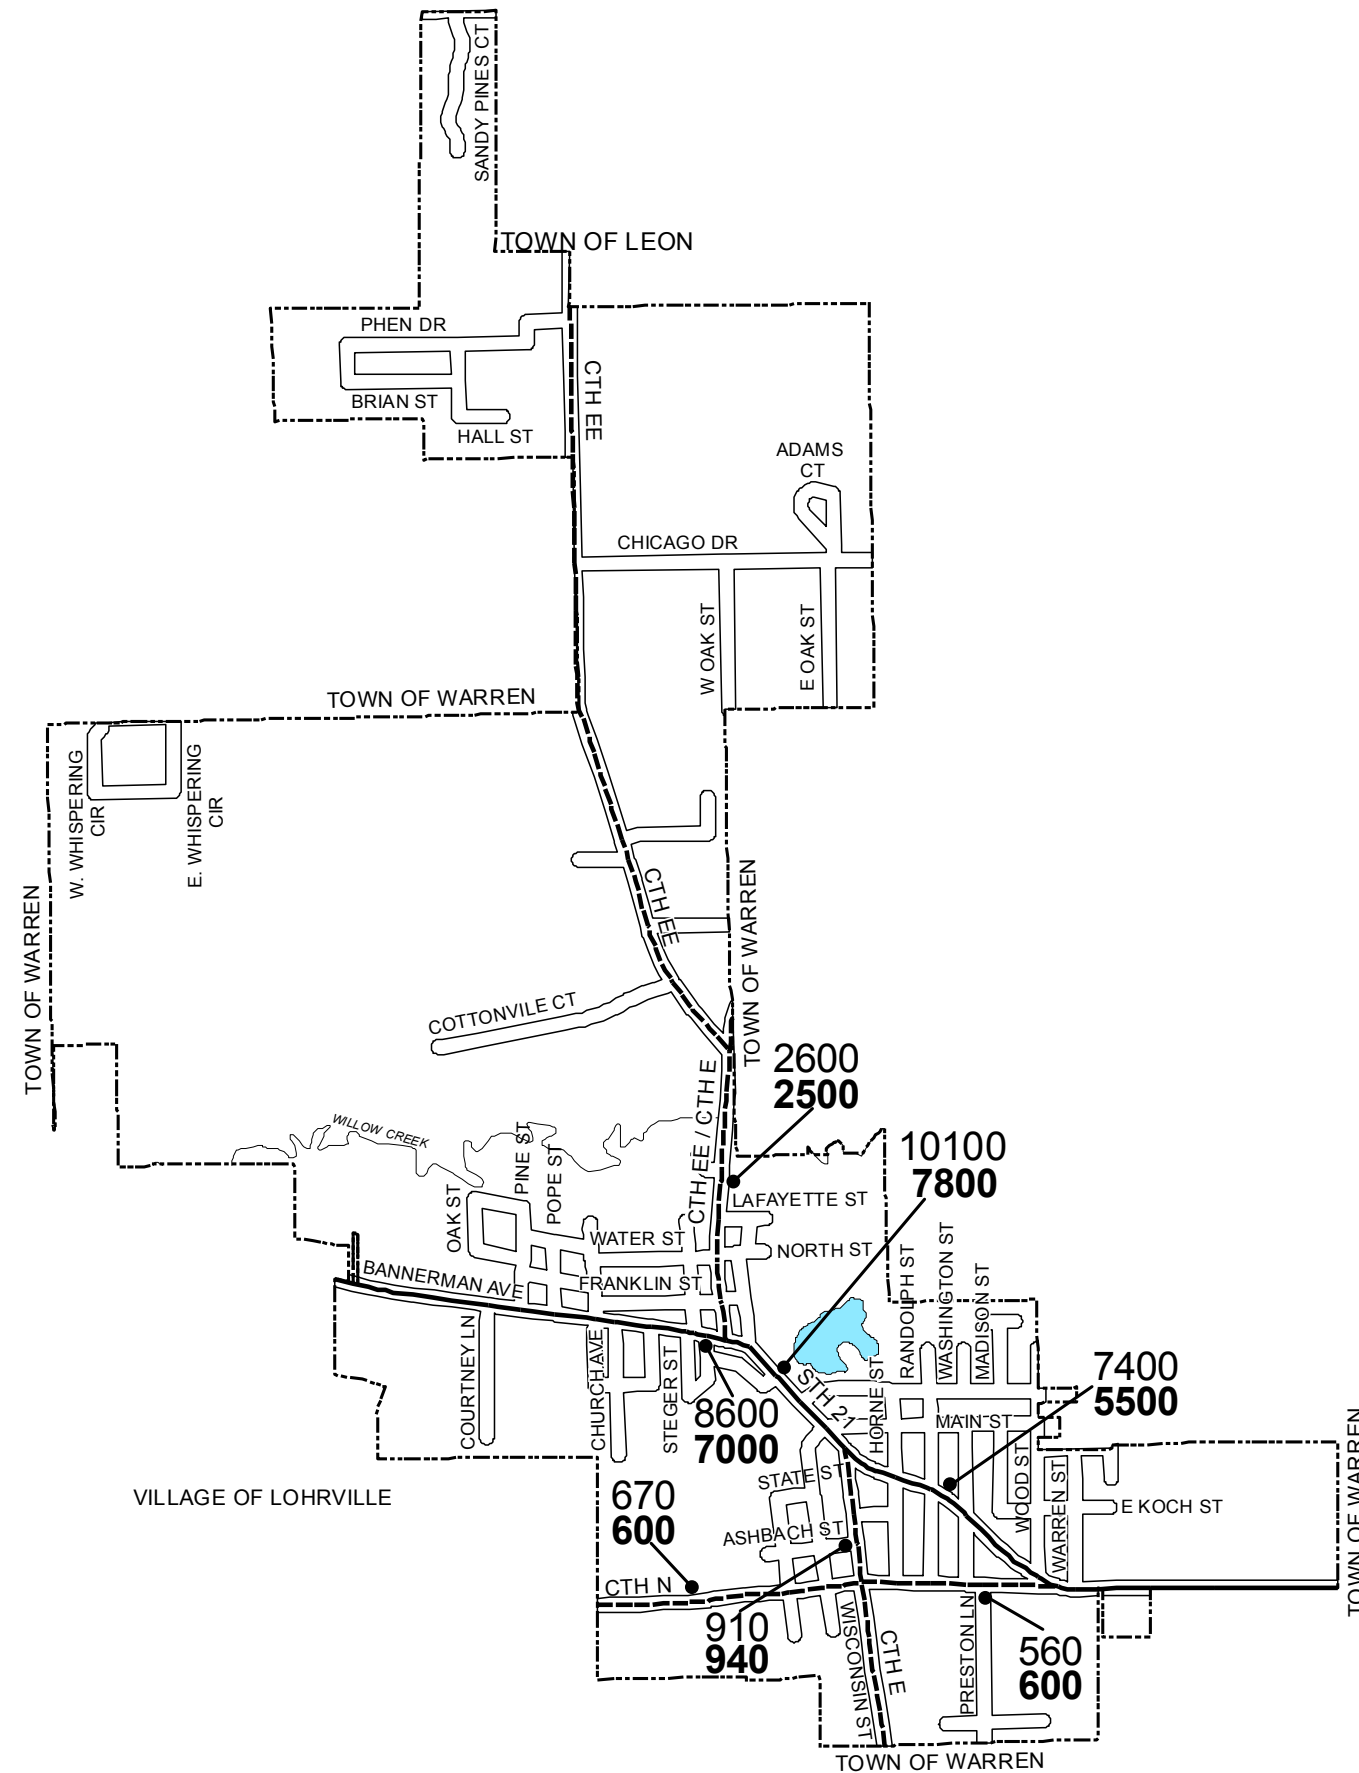 SANDY PINES CT
TOWN OF LEON
PHEN DR
CTH EE
BRIAN ST
HALL ST
ADAMS
CT
CHICAGO DR
W OAK ST
E OAK ST
TOWN OF WARREN
W. WHISPERING
CIR
E. WHISPERING
CIR
TOWN OF WARREN
CTH EE
TOWN OF WARREN
COTTONVILE CT
2600
2500
CTH EE / CTH E
WILLOW CREEK
PINE ST
POPE ST
OAK ST
10100
7800
LAFAYETTE ST
WATER ST
NORTH ST
BANNERMAN AVE
FRANKLIN ST
RANDOLPH ST
WASHINGTON ST
MADISON ST
COURTNEY LN
CHURCH AVE
STEGER ST
8600
7000
STH 21
HORNE ST
MAIN ST
7400
5500
STATE ST
WOOD ST
WARREN ST
E KOCH ST
TOWN OF WARREN
VILLAGE OF LOHRVILLE
670
600
ASHBACH ST
CTH N
910
940
WISCONSIN ST
CTH E
PRESTON LN
560
600
TOWN OF WARREN